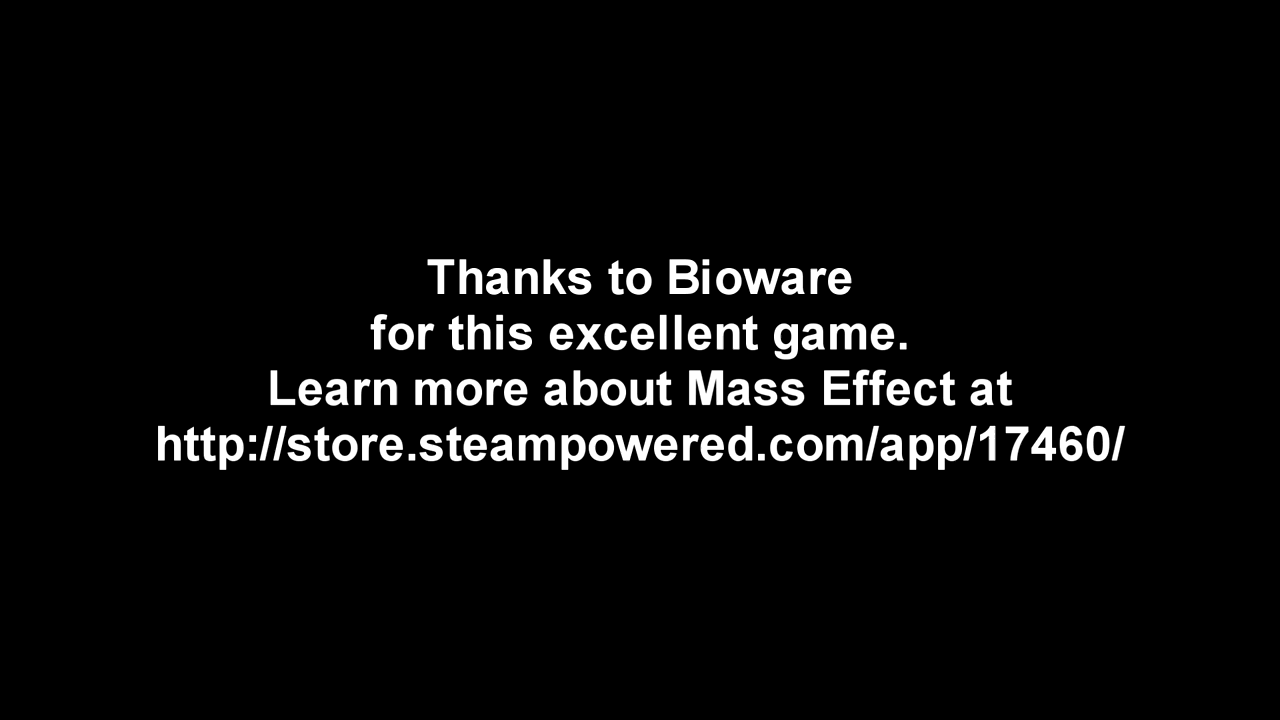 Thanks to Bioware
for this excellent game.
Learn more about Mass Effect at
http://store.steampowered.com/app/17460/